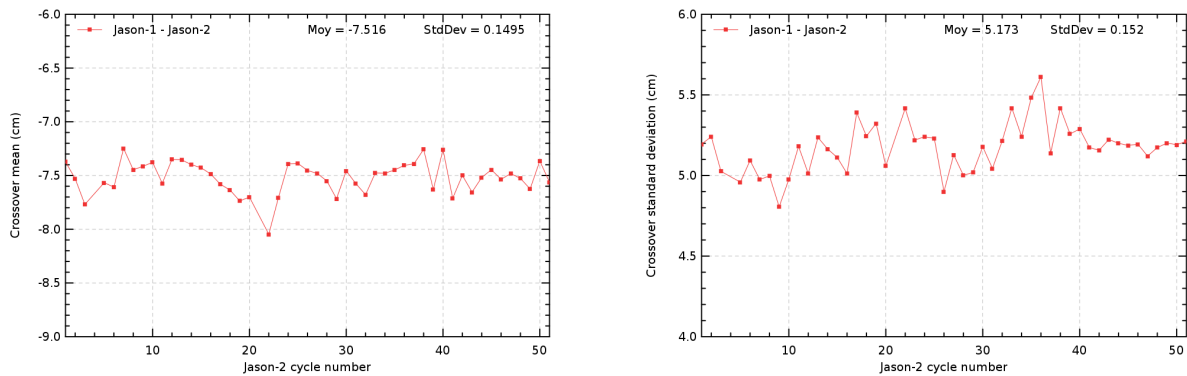 -6.0
Jason-1 - Jason-2 Moy = -7.516 StdDev = 0.1495
-6.5
-7.0
-7.5
-8.0
-8.5
-9.0
Crossover mean (cm)
10 20 30 40 50
Jason-2 cycle number
6.0
Jason-1 - Jason-2 Moy = 5.173 StdDev = 0.152
5.5
5.0
4.5
4.0
Crossover standard deviation (cm)
10 20 30 40 50
Jason-2 cycle number